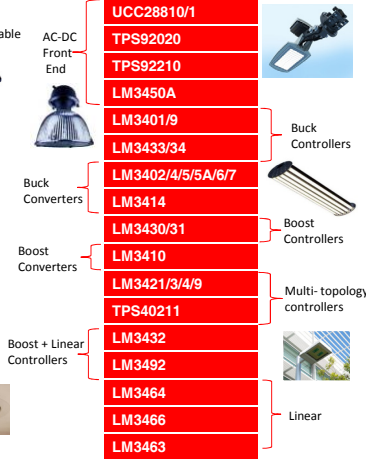 UCC28810/1
able
AC-DC
Front
End
TPS92020
TPS92210
LM3450A
LM3401/9
Buck
Controllers
LM3433/34
LM3402/4/5/5A/6/7
Buck
Converters
LM3414
LM3430/31
Boost
Controllers
Boost
Converters
LM3410
LM3421/3/4/9
Multi- topology
controllers
TPS40211
LM3432
Boost + Linear
Controllers
LM3492
LM3464
LM3466
Linear
LM3463